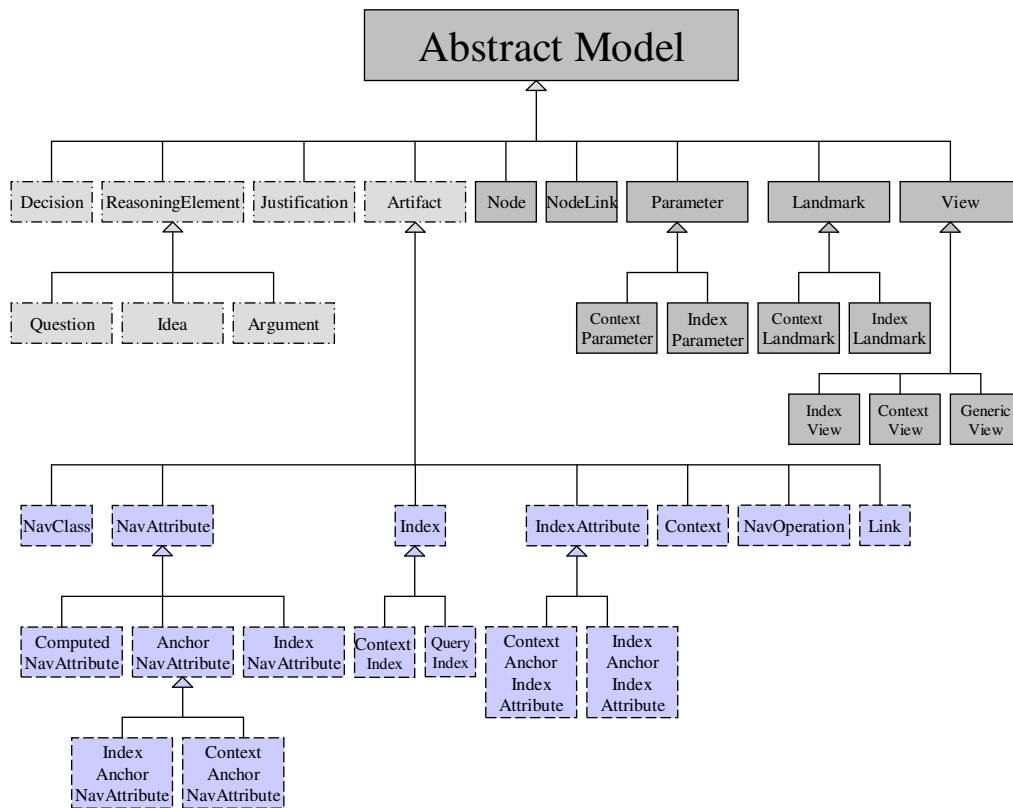 Abstract Model
Decision
ReasoningElement
Justification
Artifact
Node
NodeLink
Parameter
Landmark
View
Question
Idea
Argument
Context
Parameter
Index
Parameter
Context
Landmark
Index
Landmark
Index
View
Context
View
Generic
View
NavClass
NavAttribute
Index
IndexAttribute
Context
NavOperation
Link
Computed
NavAttribute
Anchor
NavAttribute
Index
NavAttribute
Context
Index
Query
Index
Context
Anchor
Index
Attribute
Index
Anchor
Index
Attribute
Index
Anchor
NavAttribute
Context
Anchor
NavAttribute